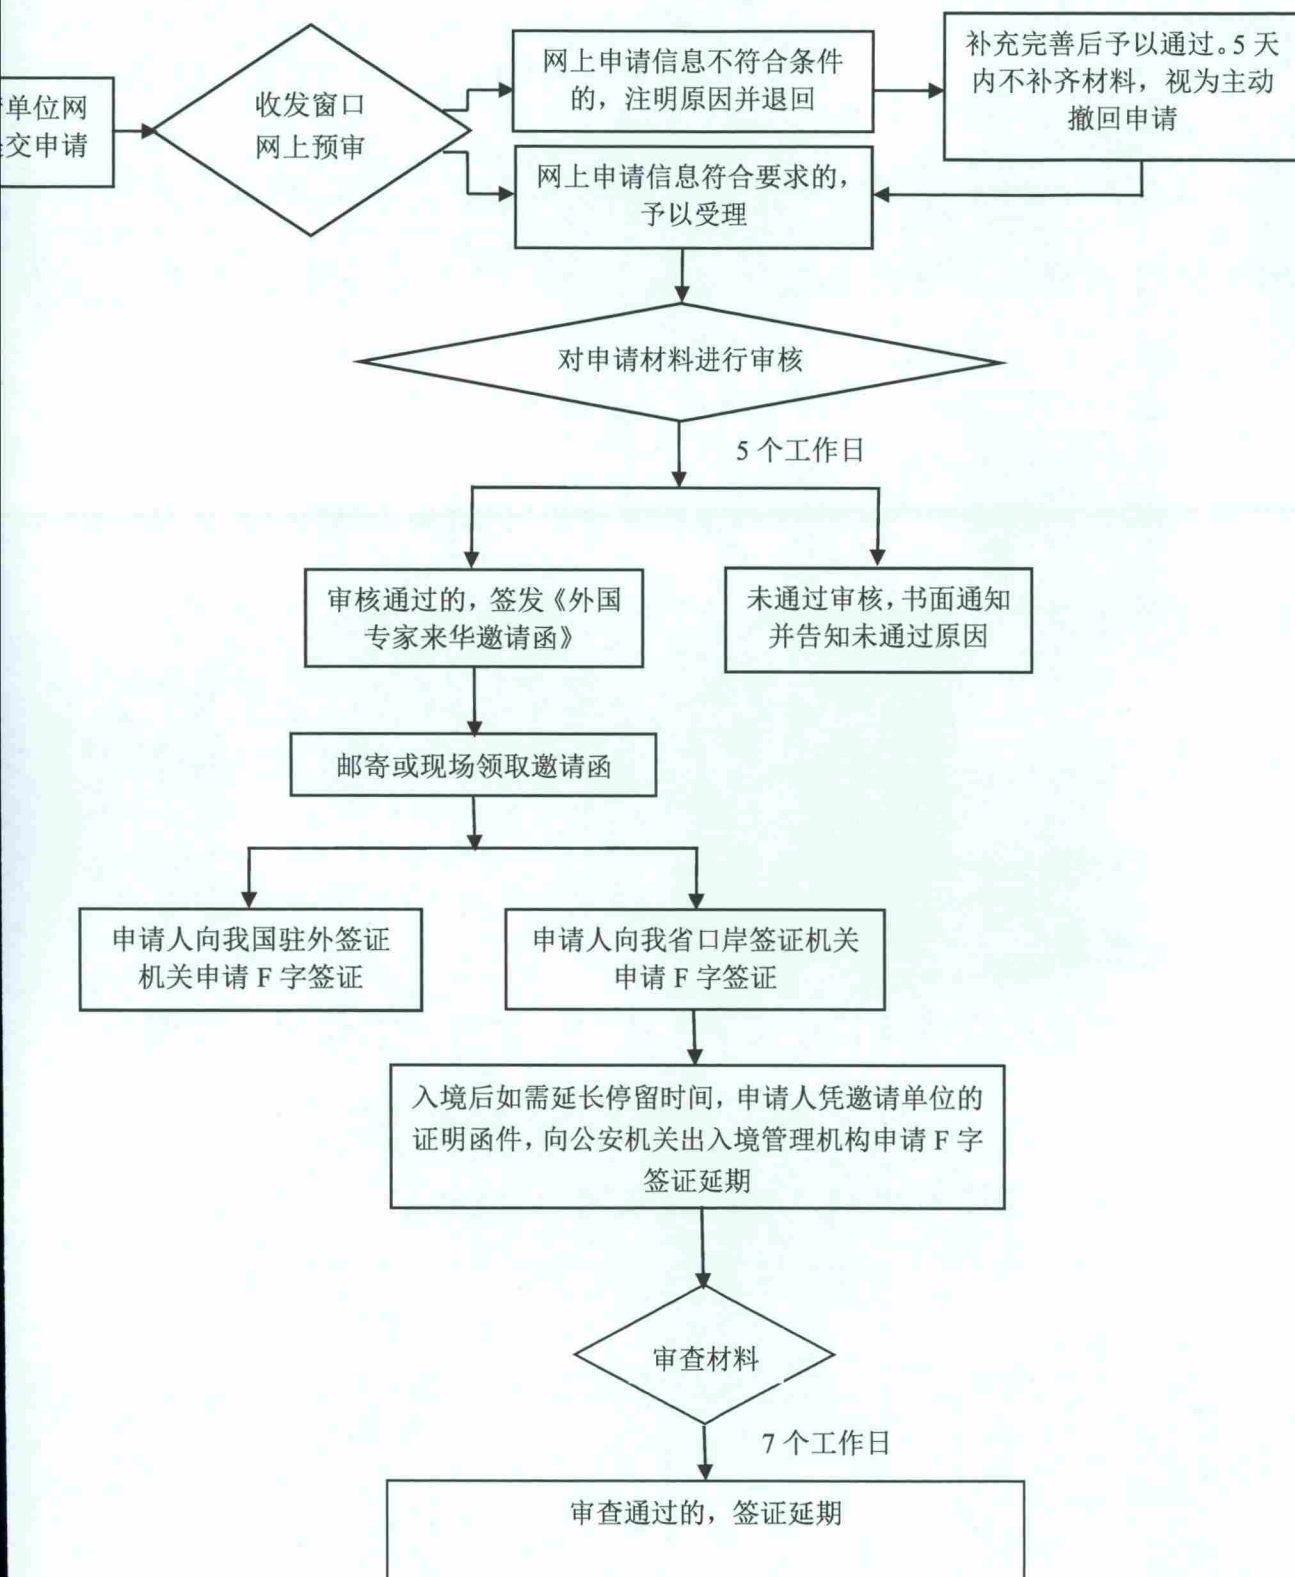 单位网
交申请
收发窗口
网上预审
网上申请信息不符合条件
的，注明原因并退回
补充完善后予以通过。5 天
内不补齐材料，视为主动
撤回申请
网上申请信息符合要求的，
予以受理
对申请材料进行审核
5 个工作日
审核通过的，签发《外国
专家来华邀请函》
未通过审核，书面通知
并告知未通过原因
邮寄或现场领取邀请函
申请人向我国驻外签证
机关申请 F 字签证
申请人向我省口岸签证机关
申请 F 字签证
入境后如需延长停留时间，申请人凭邀请单位的
证明函件，向公安机关出入境管理机构申请 F 字
签证延期
审查材料
7 个工作日
审查通过的，签证延期